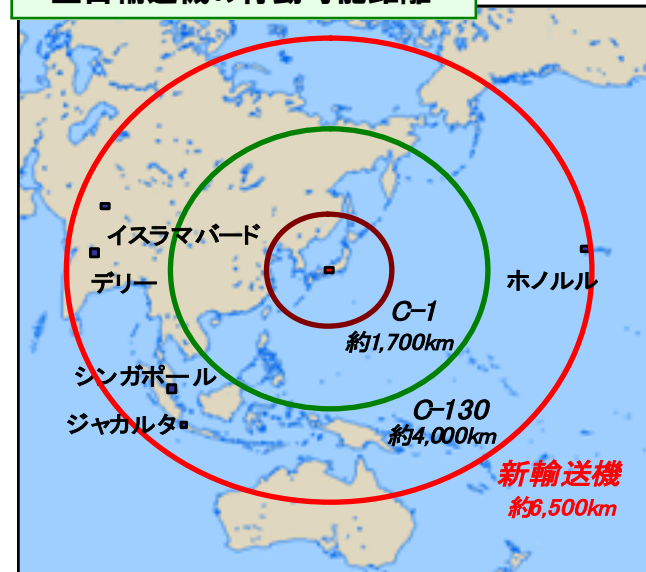 イスラマバード
デリー
ホノルル
C-1
約1,700km
シンガポール
C-130
ジャカルタ
約4,000km
新輸送機
約6,500km